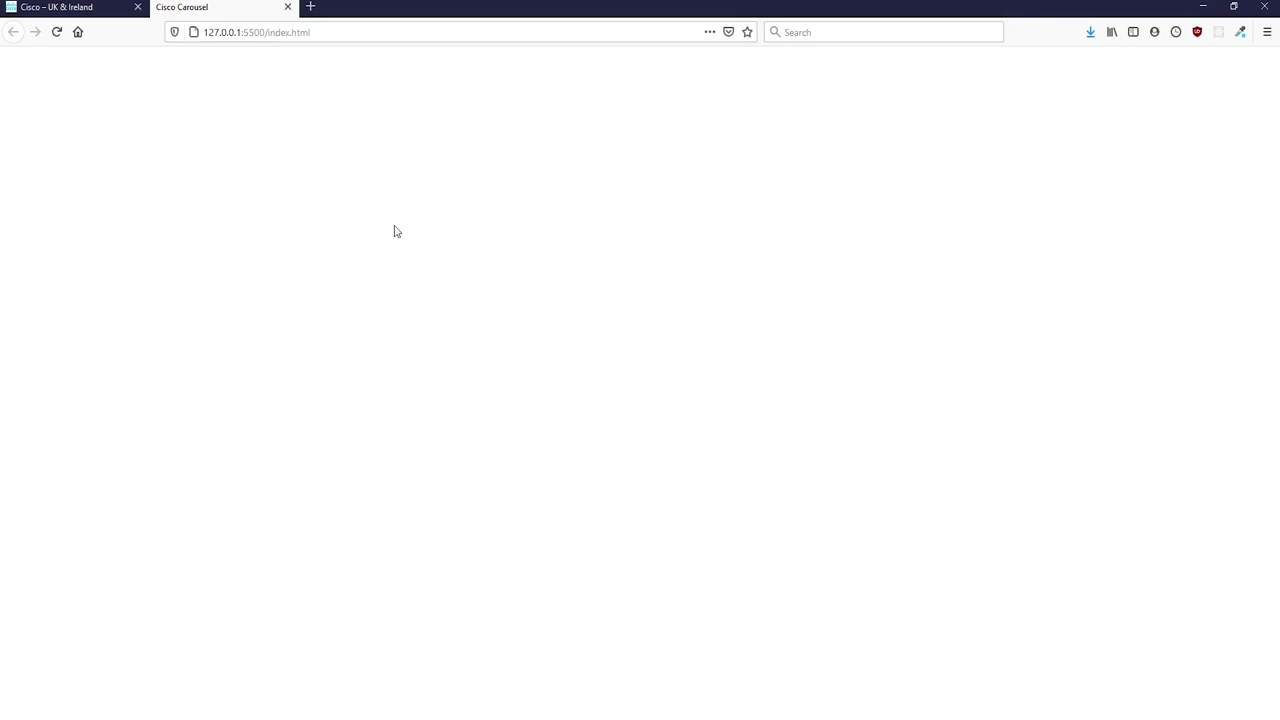 Cisco – UK & Ireland
Cisco Carousel
127.0.0.1:5500/index.html
Search